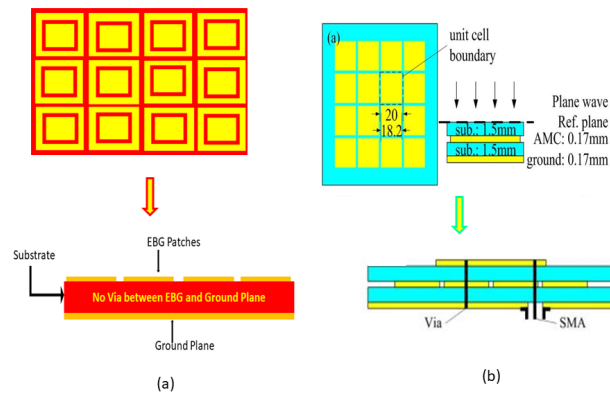 (a)
unit cell
boundary
20
18.2
Plane wave
Ref. plane
sub.: 1.5mm
AMC: 0.17mm
sub.: 1.5mm
ground: 0.17mm
Substrate
EBG Patches
No Via between EBG and Ground Plane
Ground Plane
Via
SMA
(a)
(b)